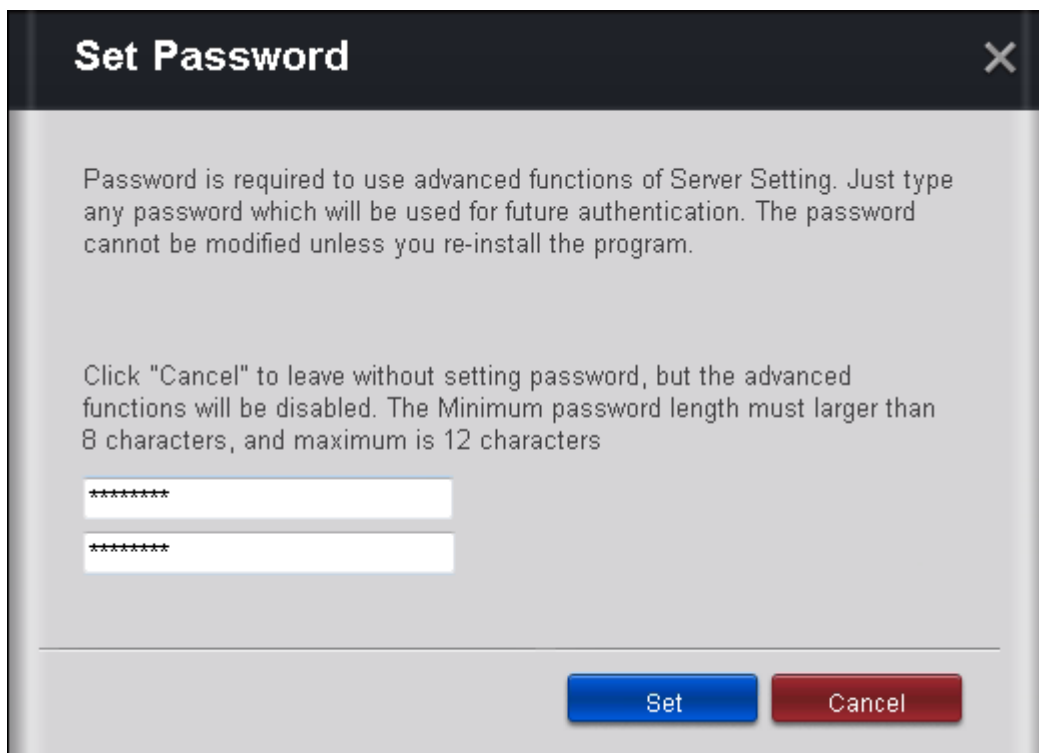 Set Password
Password is required to use advanced functions of Server Setting. Just type
any password which will be used for future authentication. The password
cannot be modified unless you re-install the program.
Click "Cancel" to leave without setting password, but the advanced
functions will be disabled. The Minimum password length must larger than
8 characters, and maximum is 12 characters
********
********
Set Cancel